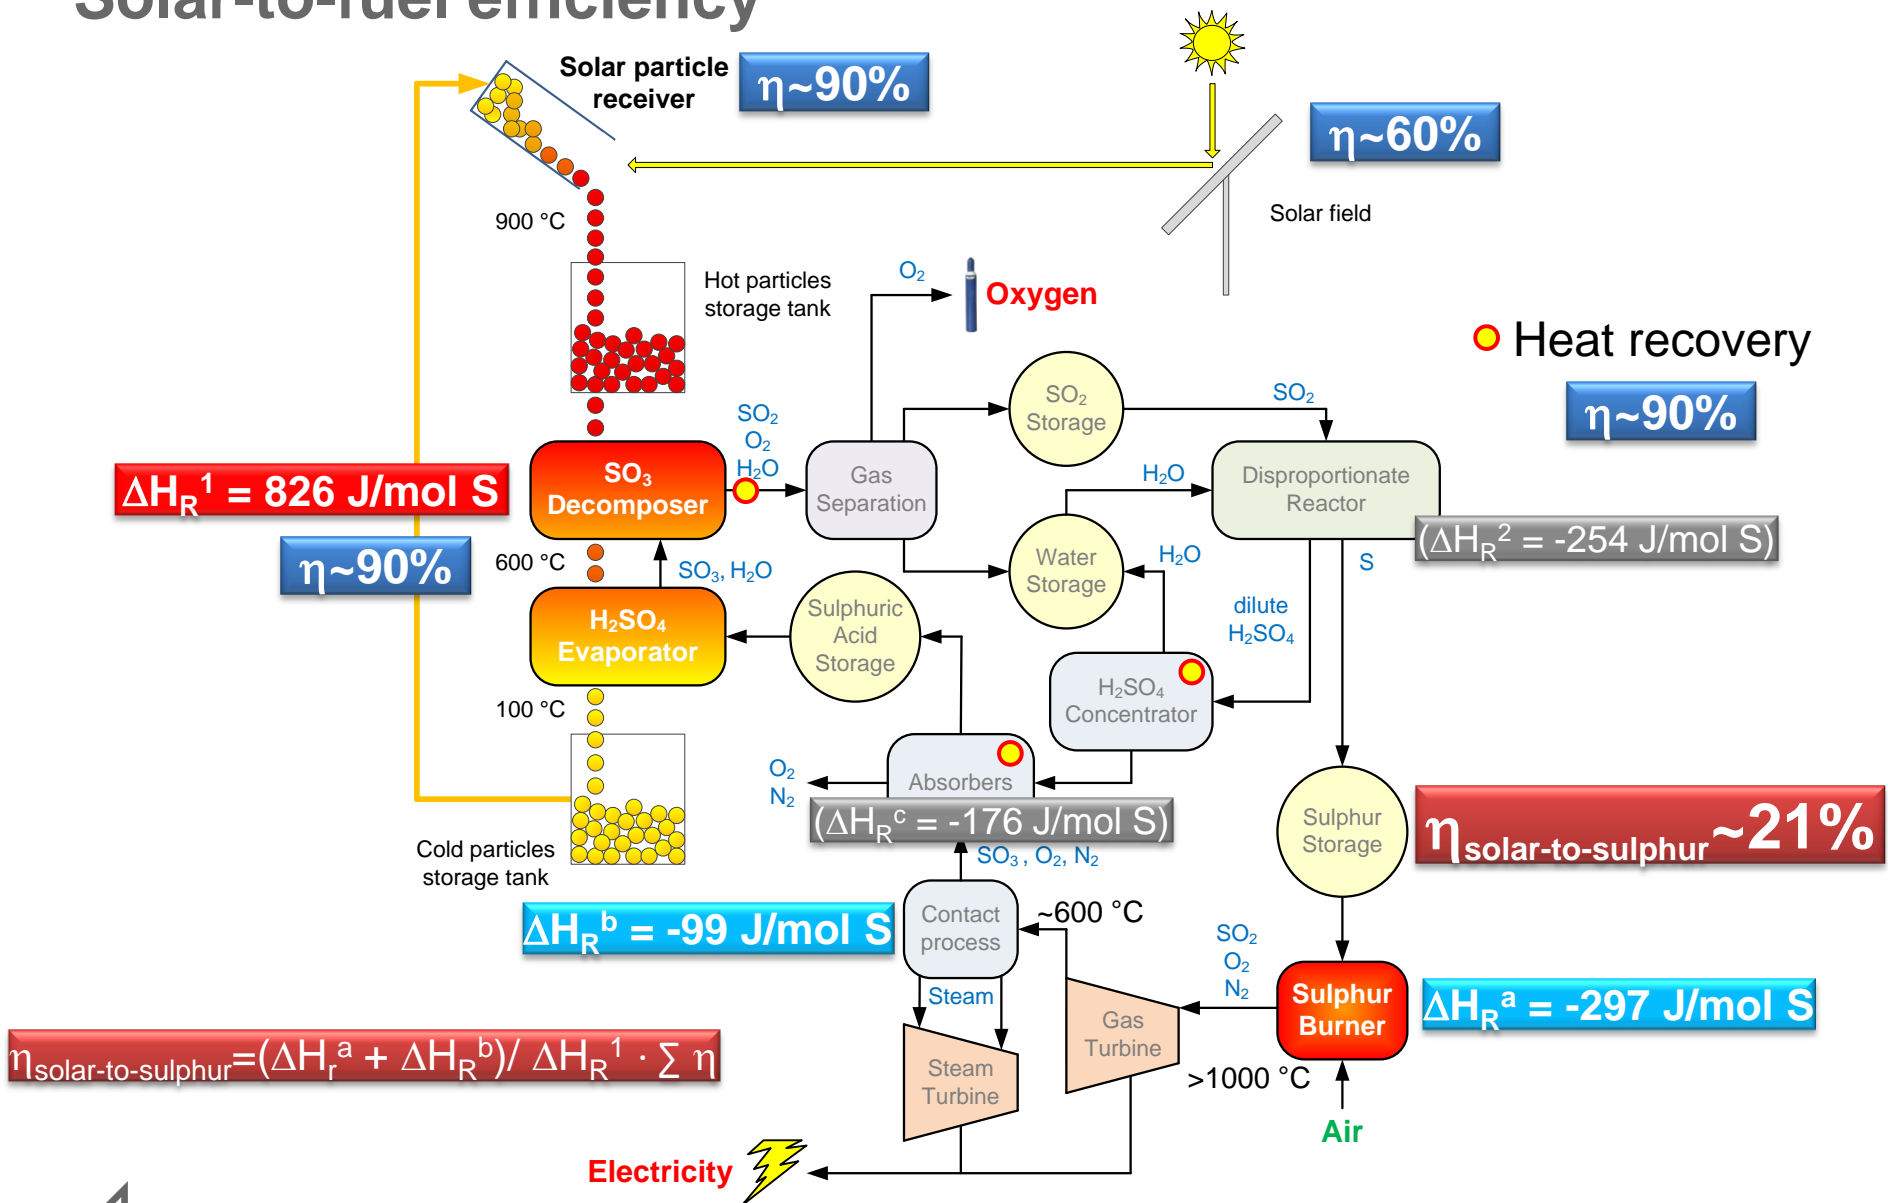 Solar-to-fuel efficiency
Solar particle
receiver
η~90%
η~60%
Solar field
900 °C
Hot particles
storage tank
O₂
Oxygen
Heat recovery
η~90%
SO₂
Storage
SO₂
SO₂
O₂
H₂O
ΔH_R¹ = 826 J/mol S
SO₃
Decomposer
Gas
Separation
H₂O
Disproportionate
Reactor
(ΔH_R² = -254 J/mol S)
η~90%
600 °C
SO₃, H₂O
Water
Storage
H₂O
S
H₂SO₄
Evaporator
Sulphuric
Acid
Storage
dilute
H₂SO₄
H₂SO₄
Concentrator
100 °C
O₂
N₂
Absorbers
(ΔH_R^c = -176 J/mol S)
SO₃ , O₂, N₂
Sulphur
Storage
η_solar-to-sulphur~21%
Cold particles
storage tank
ΔH_R^b = -99 J/mol S
Contact
process
~600 °C
SO₂
O₂
N₂
Steam
Sulphur
Burner
ΔH_R^a = -297 J/mol S
Gas
Turbine
η_solar-to-sulphur=(ΔH_r^a + ΔH_R^b)/ ΔH_R¹ · ∑ η
Steam
Turbine
>1000 °C
Air
Electricity